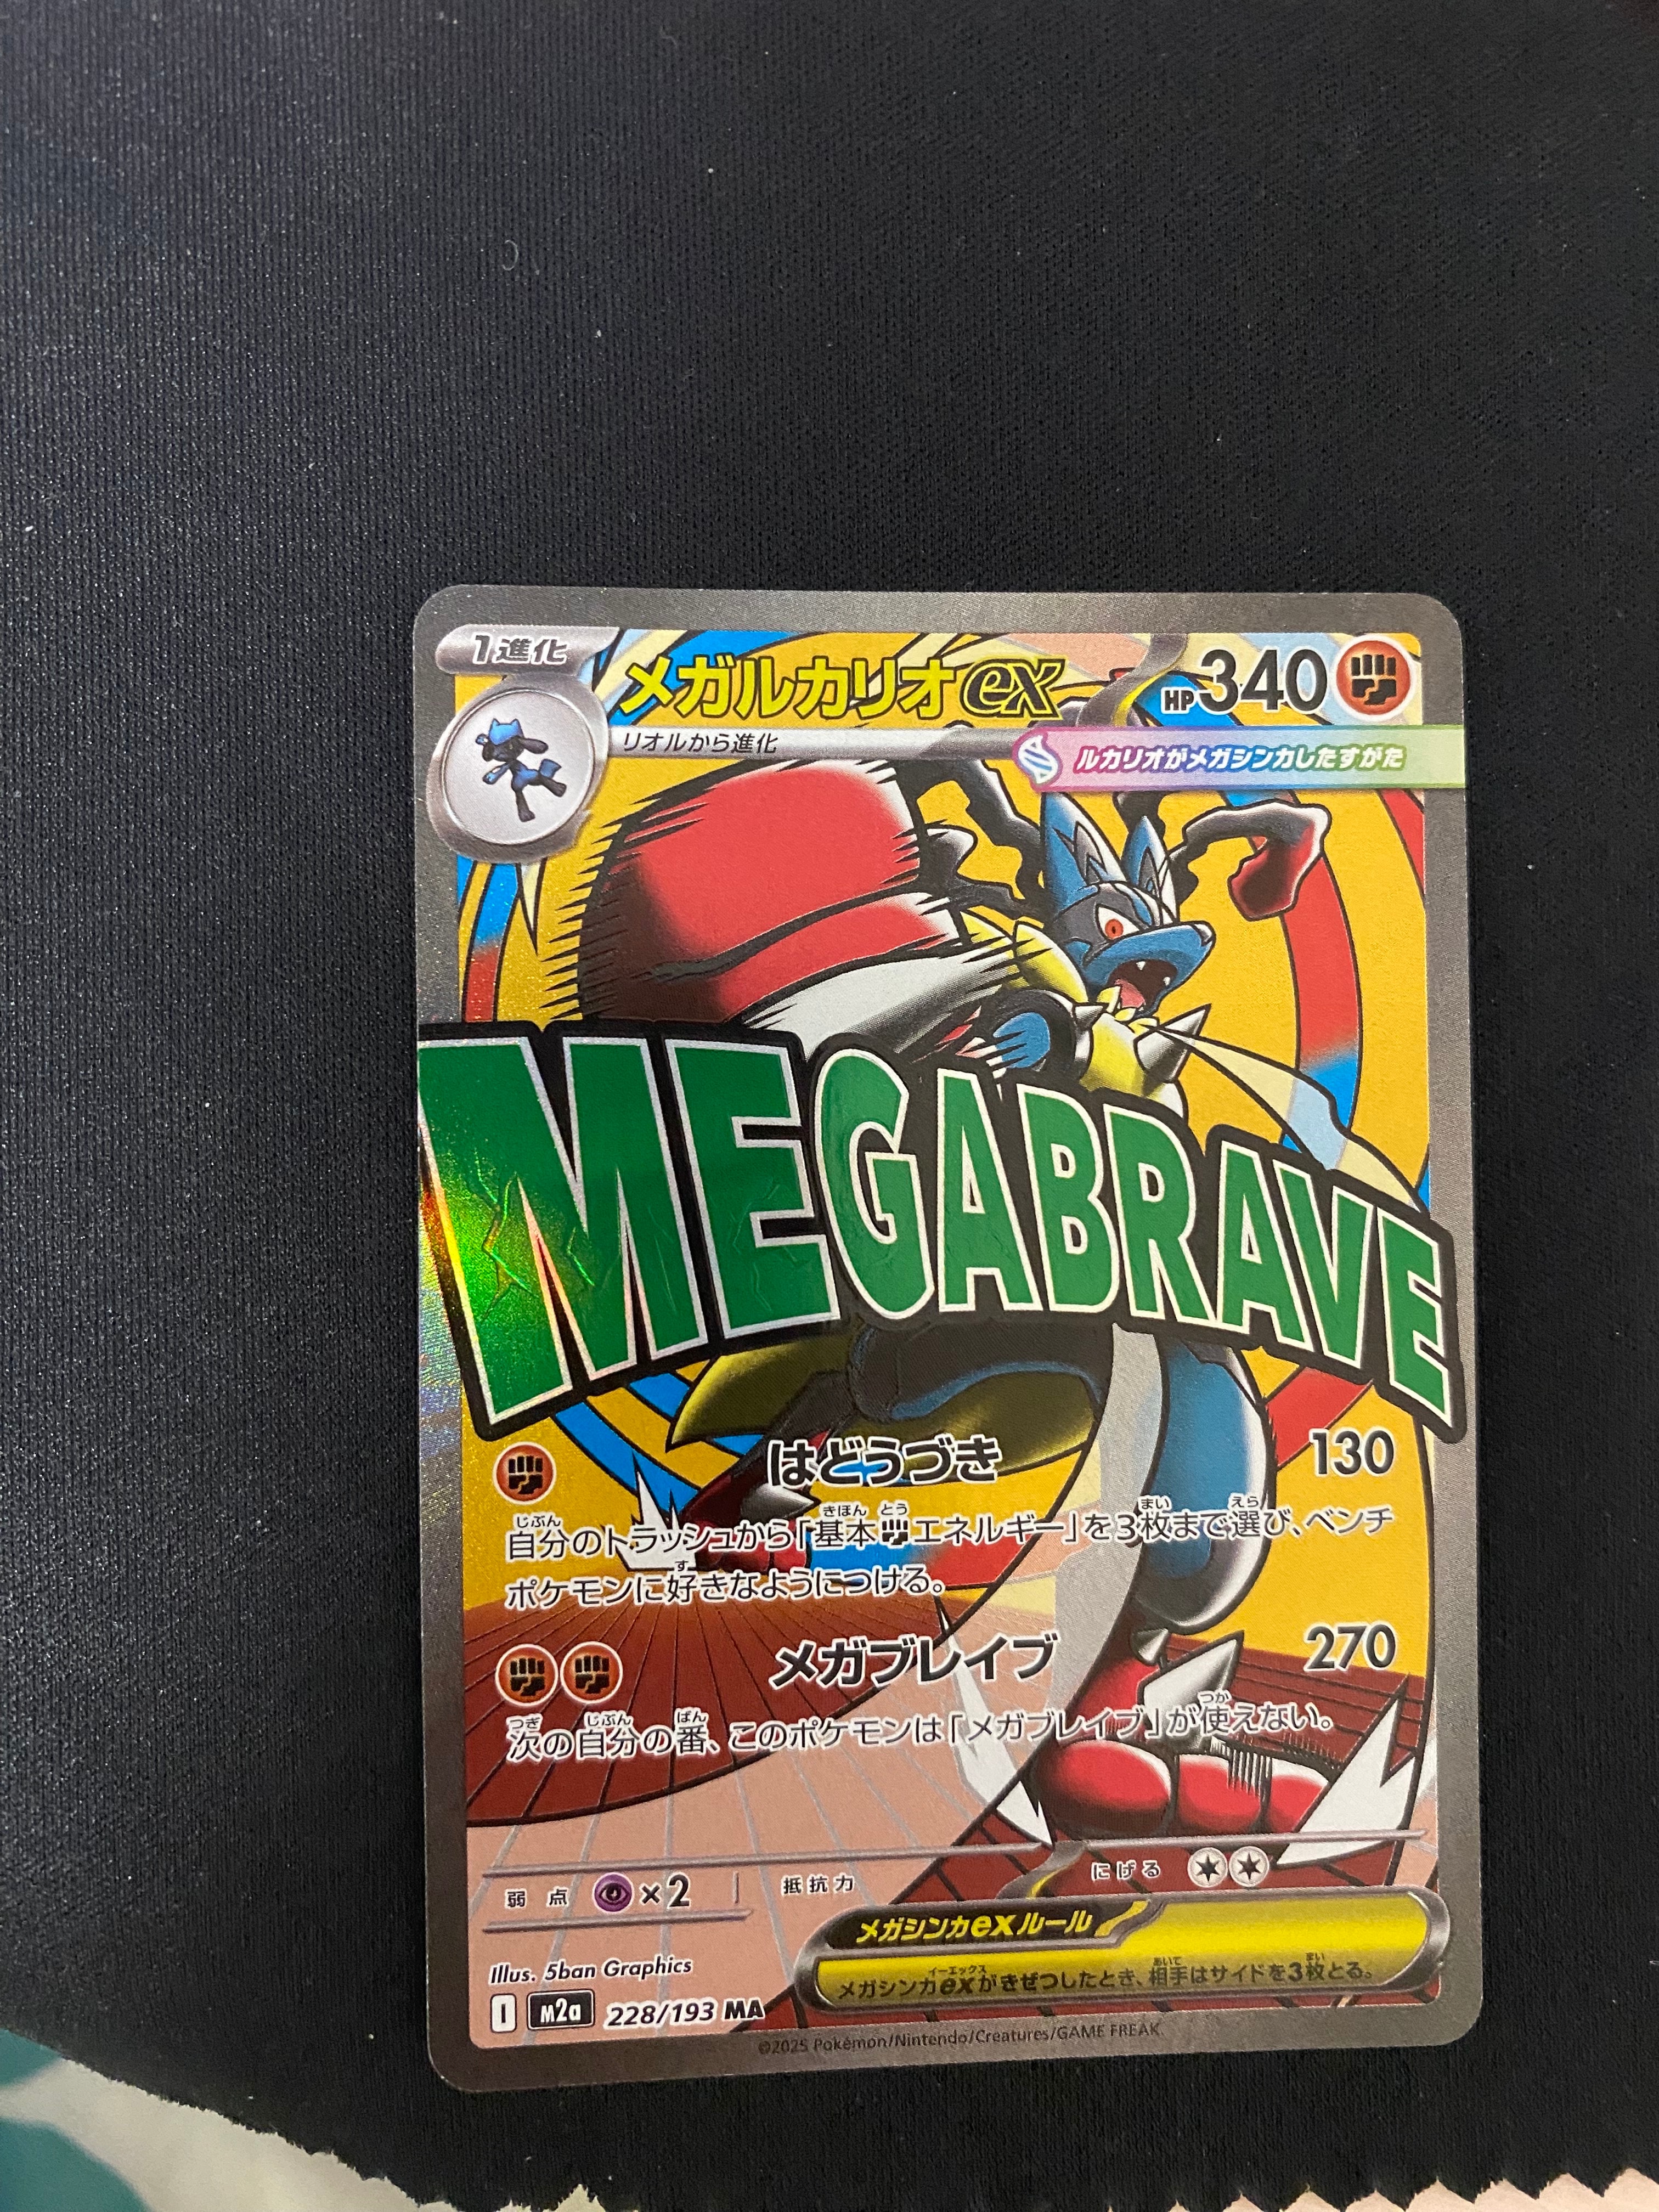 1進化
メガルカリオex HP340
リオルから進化
ルカリオがメガシンカしたすがた
MEGABRAVE
はどうづき 130
自分のトラッシュから「基本エネルギー」を3枚まで選び、ベンチ
ポケモンに好きなようにつける。
メガブレイブ 270
次の自分の番、このポケモンは「メガブレイブ」が使えない。
弱点 ×2 抵抗力 にげる
メガシンカexルール
メガシンカexがきぜつしたとき、相手はサイドを3枚とる。
Illus. 5ban Graphics
I M2a 228/193 MA
©2025 Pokémon/Nintendo/Creatures/GAME FREAK.